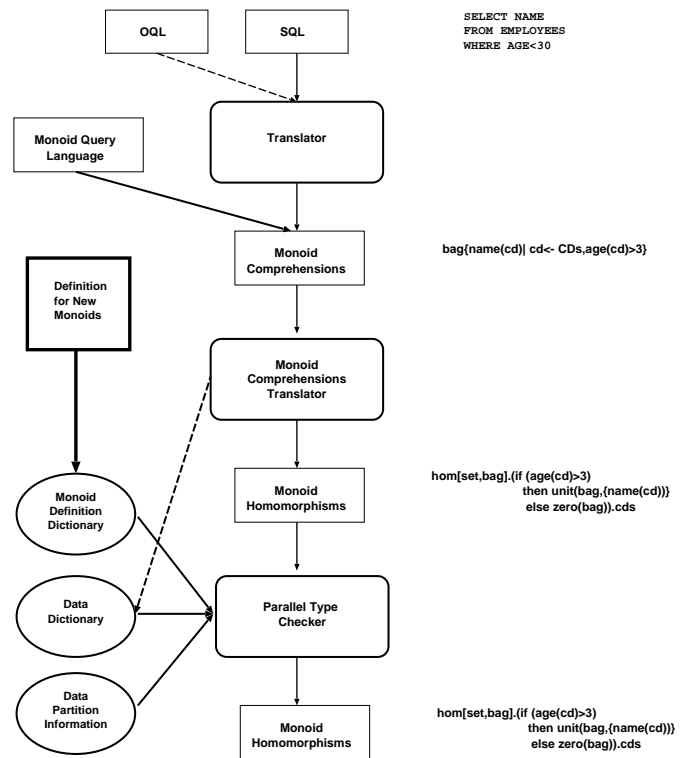 OQL
SQL
SELECT NAME
FROM EMPLOYEES
WHERE AGE<30
Translator
Monoid Query
Language
Monoid
Comprehensions
bag{name(cd)| cd<- CDs,age(cd)>3}
Definition
for New
Monoids
Monoid
Comprehensions
Translator
Monoid
Homomorphisms
hom[set,bag].(if (age(cd)>3)
then unit(bag,{name(cd))}
else zero(bag)).cds
Monoid
Definition
Dictionary
Data
Dictionary
Parallel Type
Checker
Data
Partition
Information
Monoid
Homomorphisms
hom[set,bag].(if (age(cd)>3)
then unit(bag,{name(cd))}
else zero(bag)).cds